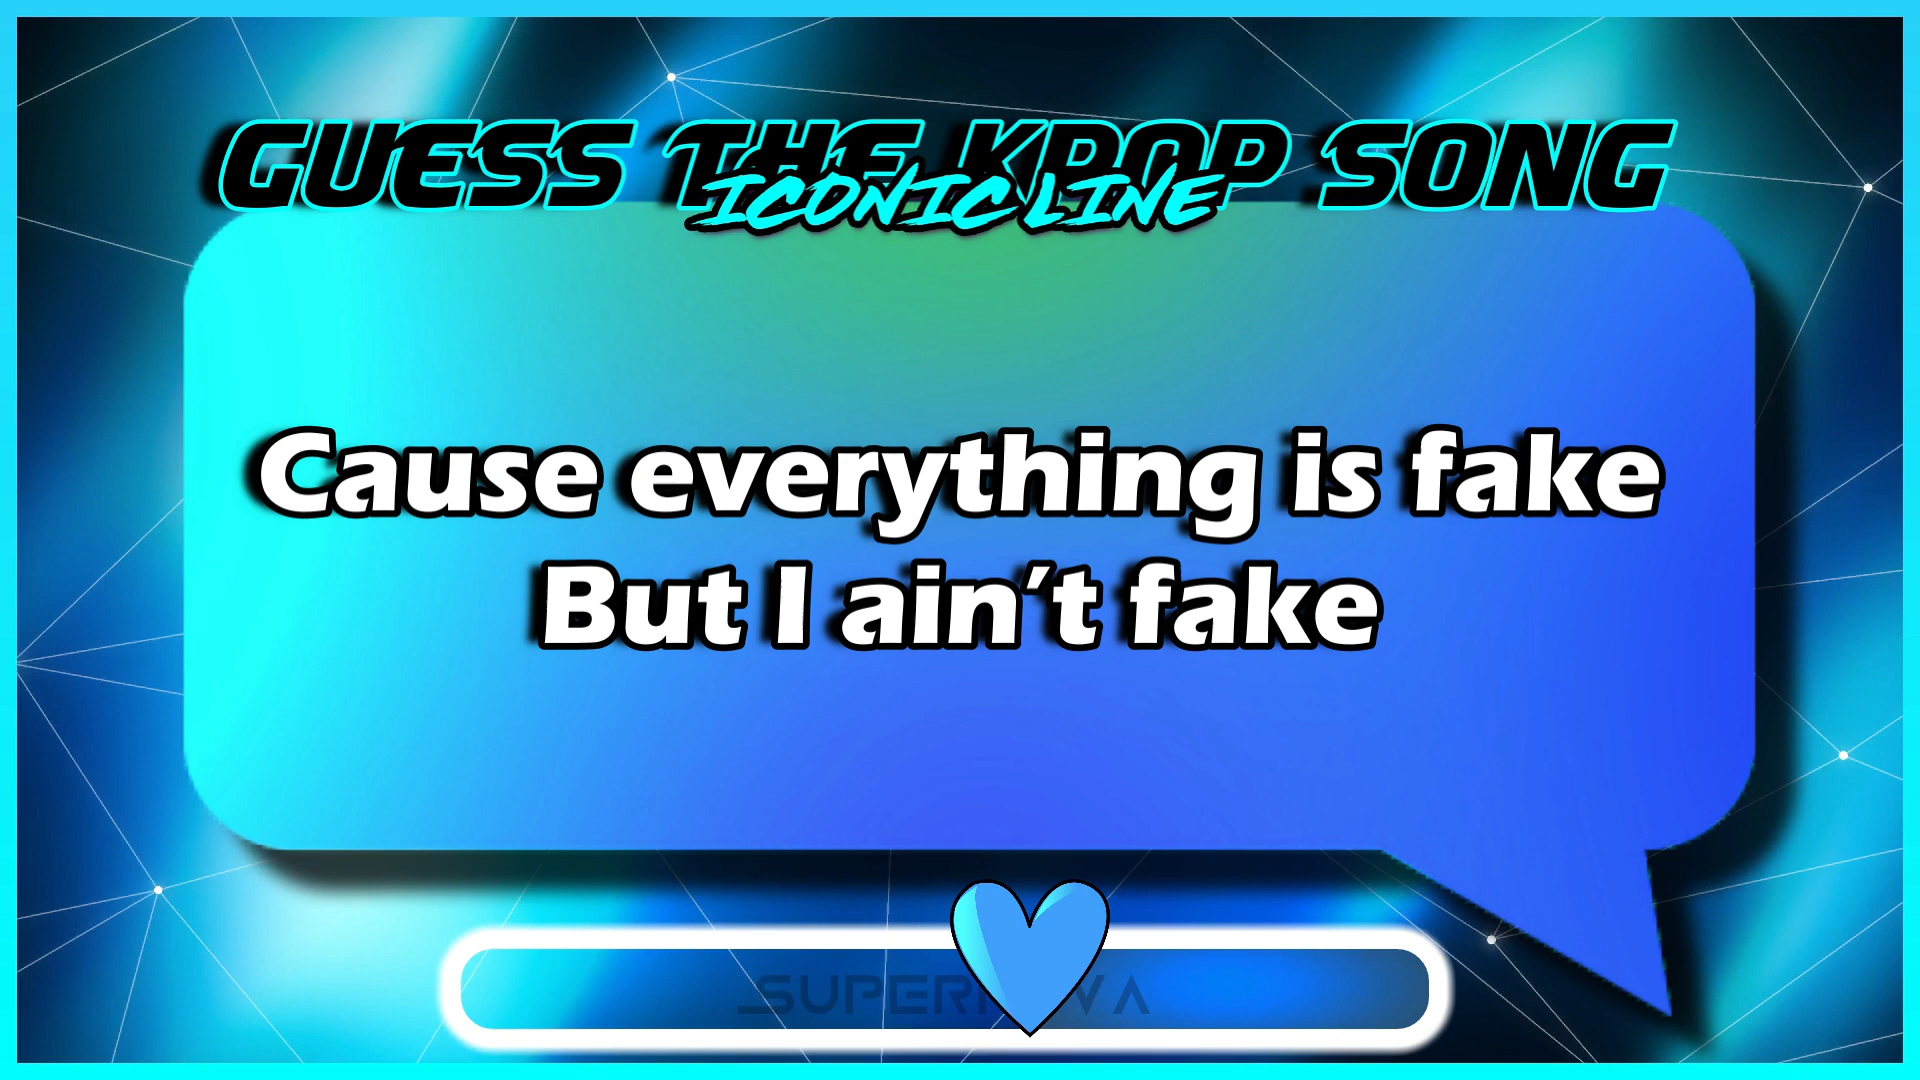 GUESS THE KPOP SONG
ICONIC LINE
Cause everything is fake
But I ain't fake